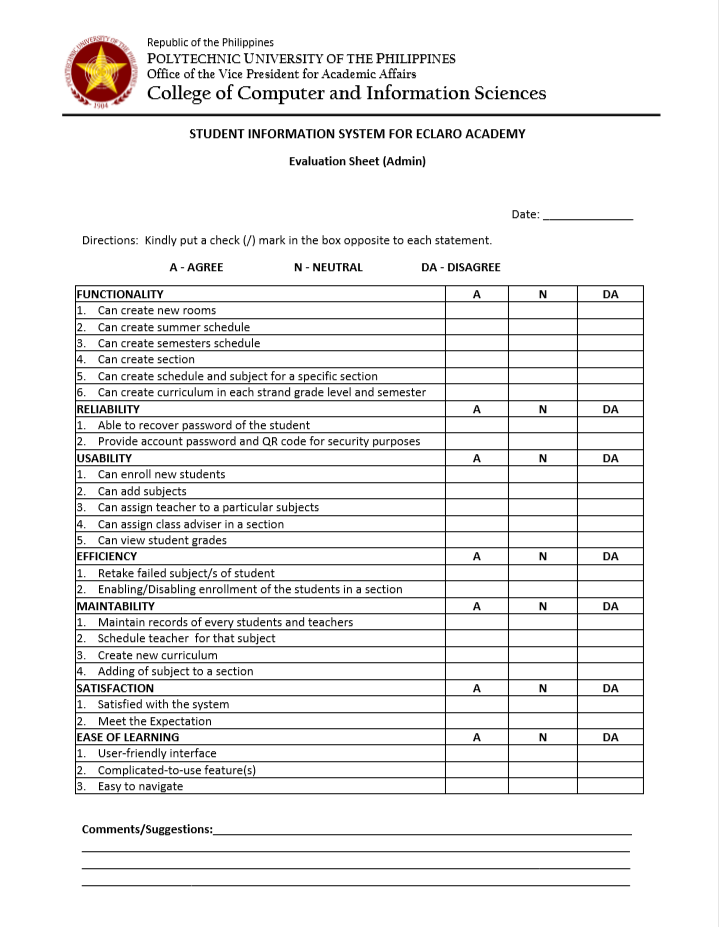 Republic of the Philippines
POLYTECHNIC UNIVERSITY OF THE PHILIPPINES
Office of the Vice President for Academic Affairs
College of Computer and Information Sciences
POLYTECHNIC UNIVERSITY OF THE PHILIPPINES
1904
STUDENT INFORMATION SYSTEM FOR ECLARO ACADEMY
Evaluation Sheet (Admin)
Date: ______________
Directions: Kindly put a check (/) mark in the box opposite to each statement.
A - AGREE N - NEUTRAL DA - DISAGREE
FUNCTIONALITY A N DA
1. Can create new rooms
2. Can create summer schedule
3. Can create semesters schedule
4. Can create section
5. Can create schedule and subject for a specific section
6. Can create curriculum in each strand grade level and semester
RELIABILITY A N DA
1. Able to recover password of the student
2. Provide account password and QR code for security purposes
USABILITY A N DA
1. Can enroll new students
2. Can add subjects
3. Can assign teacher to a particular subjects
4. Can assign class adviser in a section
5. Can view student grades
EFFICIENCY A N DA
1. Retake failed subject/s of student
2. Enabling/Disabling enrollment of the students in a section
MAINTABILITY A N DA
1. Maintain records of every students and teachers
2. Schedule teacher for that subject
3. Create new curriculum
4. Adding of subject to a section
SATISFACTION A N DA
1. Satisfied with the system
2. Meet the Expectation
EASE OF LEARNING A N DA
1. User-friendly interface
2. Complicated-to-use feature(s)
3. Easy to navigate
Comments/Suggestions: